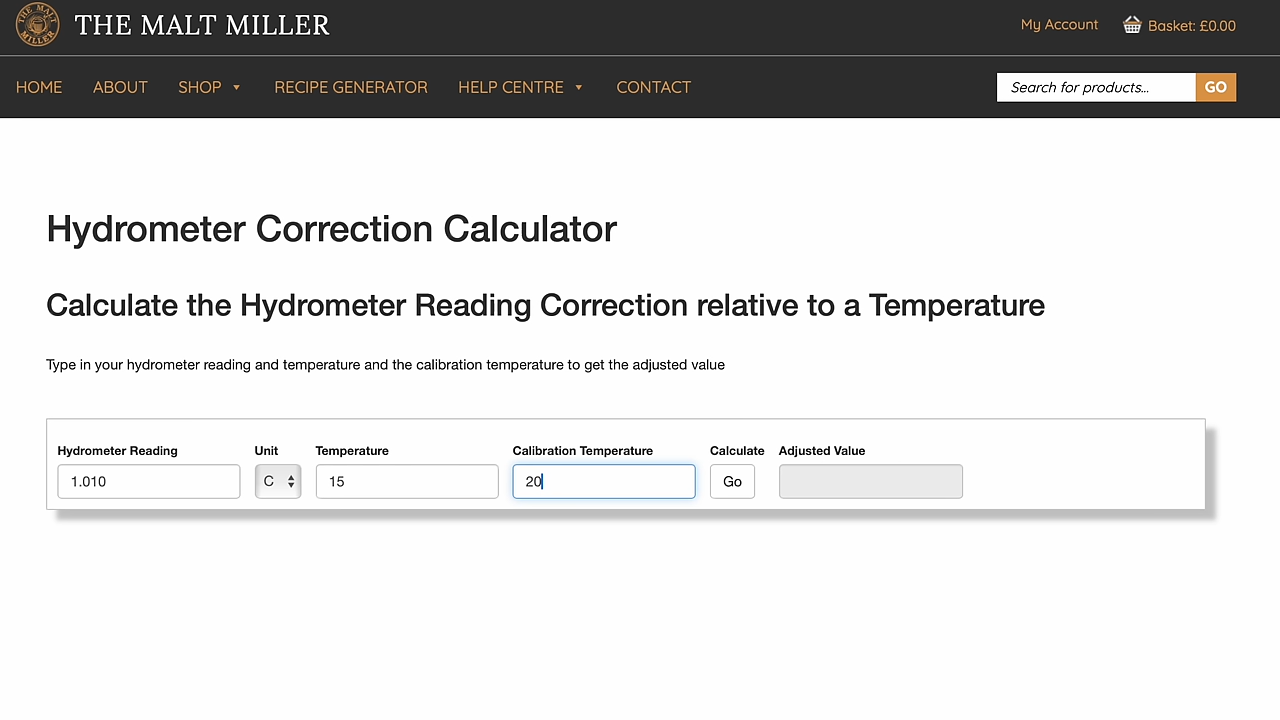 THE MALT MILLER
THE MALT MILLER
My Account
Basket: £0.00
HOME ABOUT SHOP RECIPE GENERATOR HELP CENTRE CONTACT
Search for products...
GO
Hydrometer Correction Calculator
Calculate the Hydrometer Reading Correction relative to a Temperature
Type in your hydrometer reading and temperature and the calibration temperature to get the adjusted value
Hydrometer Reading Unit Temperature Calibration Temperature Calculate Adjusted Value
1.010 C 15 20 Go